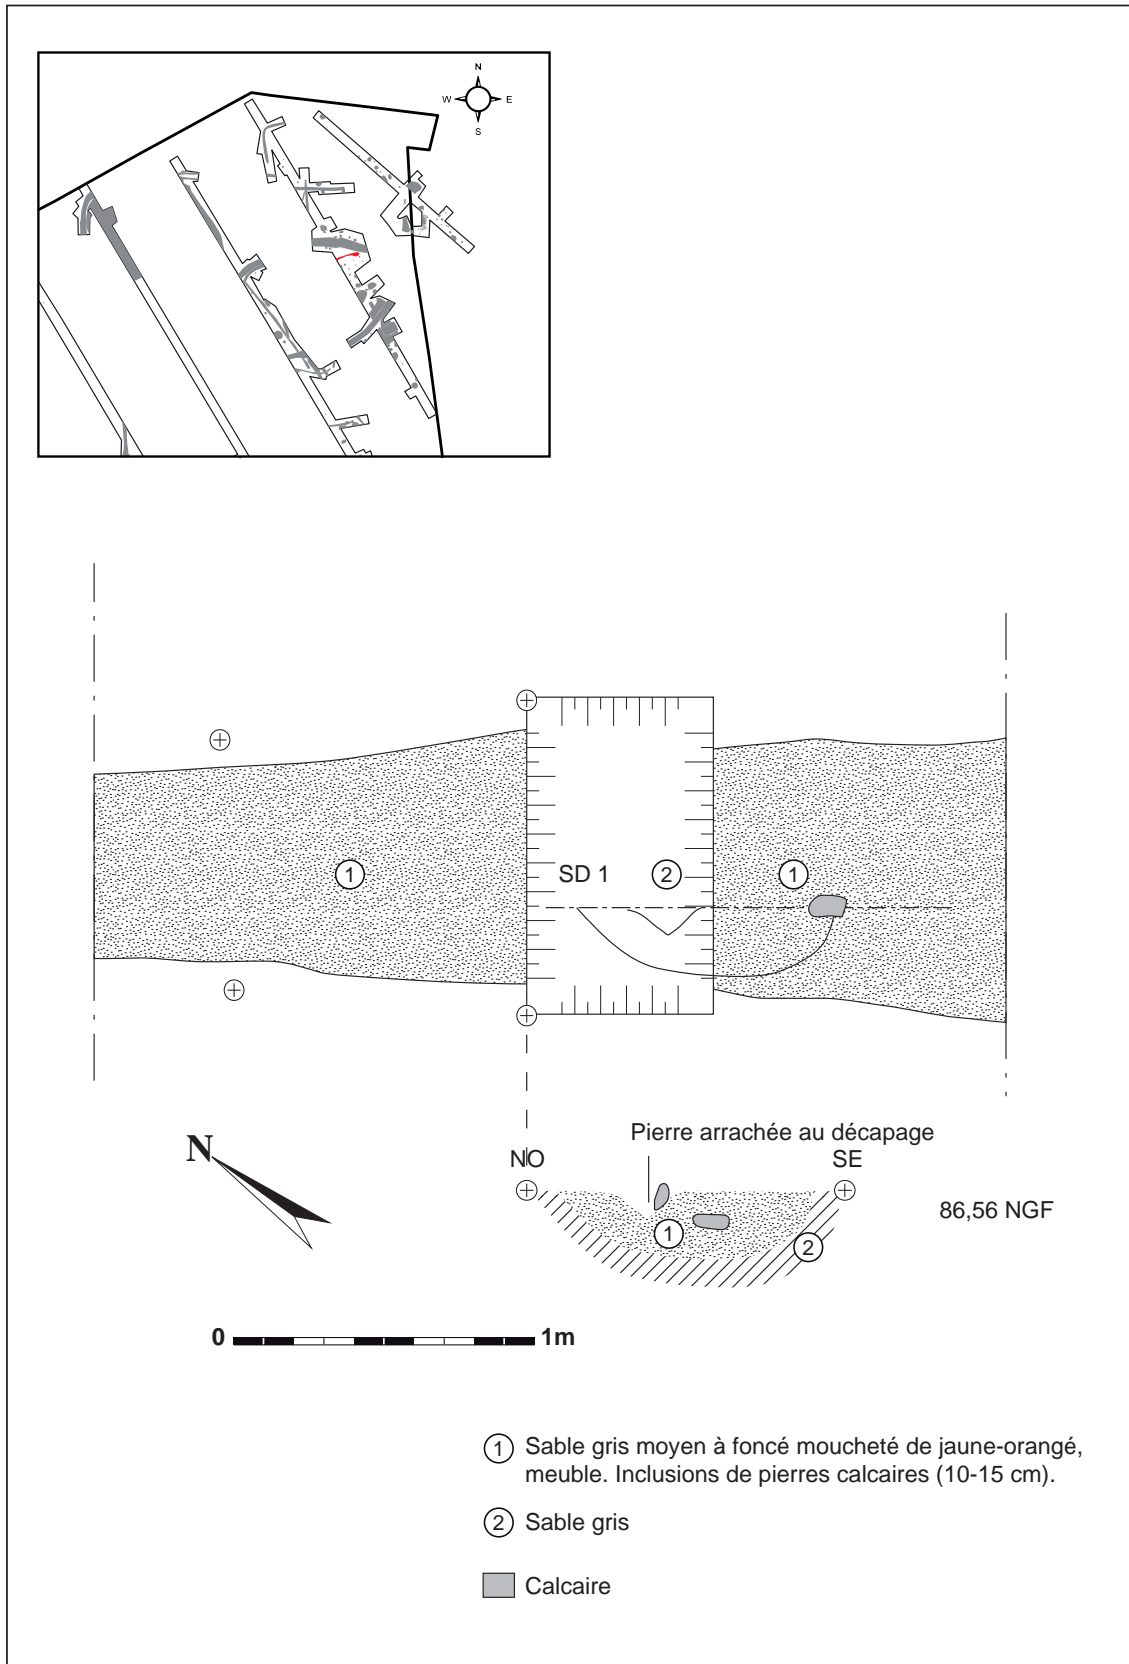 N
W E
S
1 SD 1 2 1
Pierre arrachée au décapage
NO SE
N
86,56 NGF
1
2
0 1m
1 Sable gris moyen à foncé moucheté de jaune-orangé,
meuble. Inclusions de pierres calcaires (10-15 cm).
2 Sable gris
Calcaire